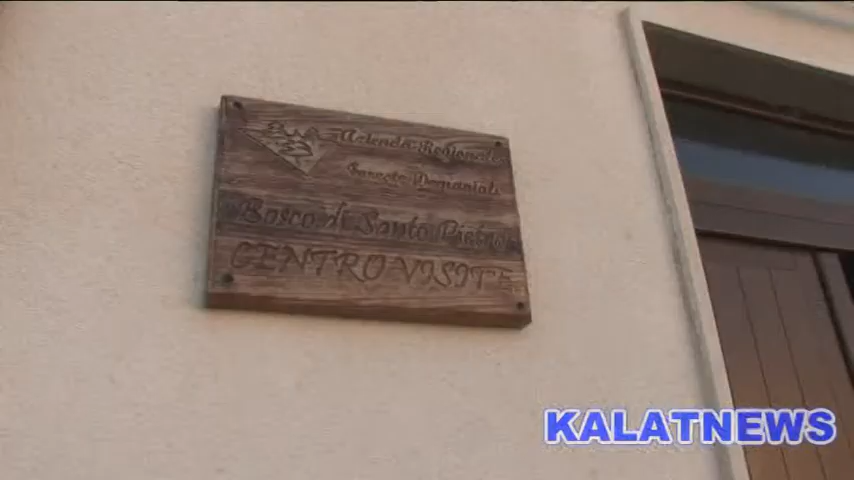 Azienda Regionale
Foreste Demaniali
Bosco di Santo Pietro
CENTRO VISITE
KALATNEWS